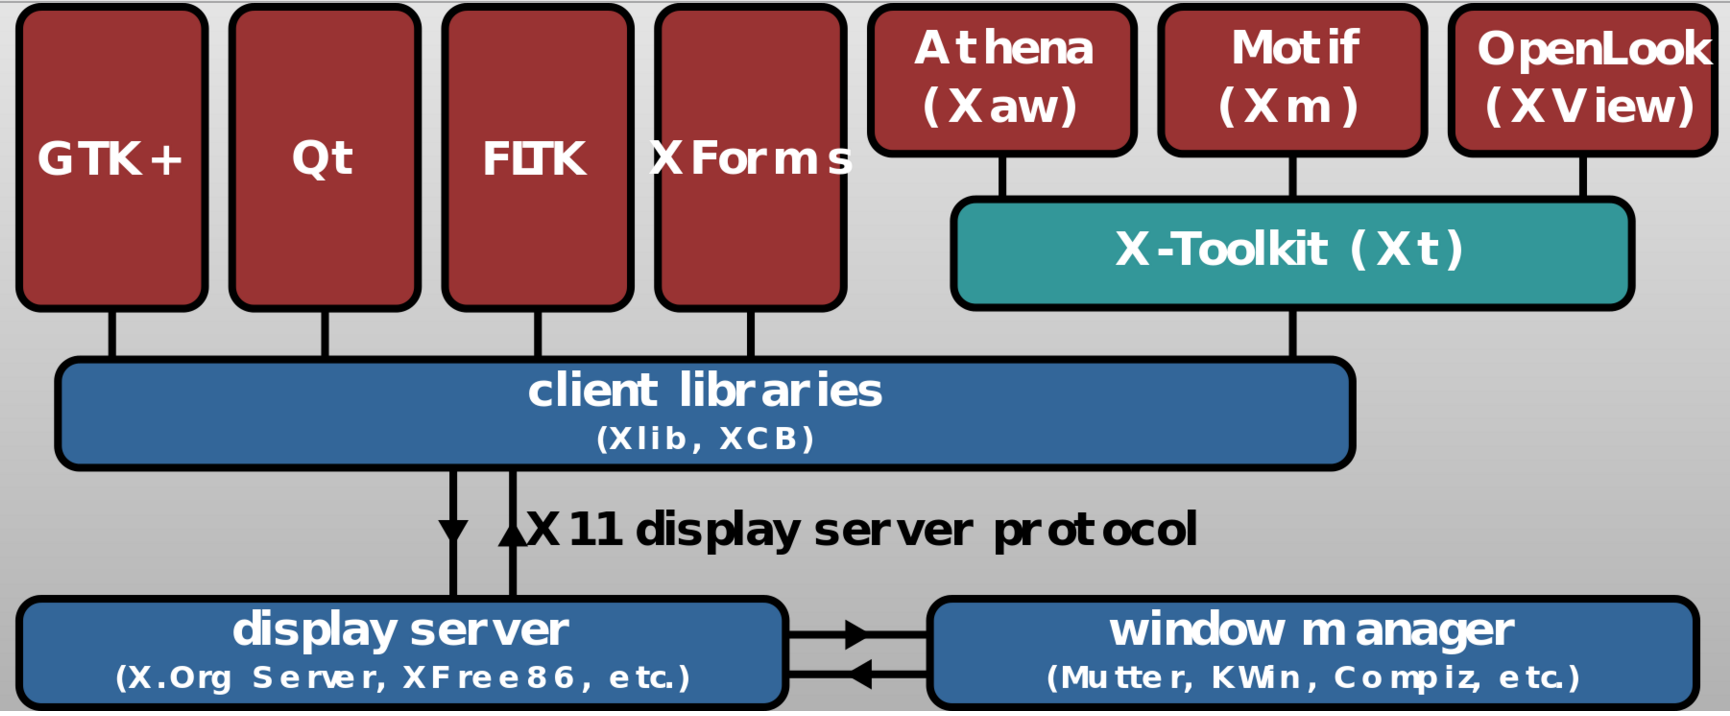 GTK+
Qt
FLTK
XForms
Athena
(Xaw)
Motif
(Xm)
OpenLook
(XView)
X-Toolkit (Xt)
client libraries
(Xlib, XCB)
X11 display server protocol
display server
(X.Org Server, XFree86, etc.)
window manager
(Mutter, KWin, Compiz, etc.)